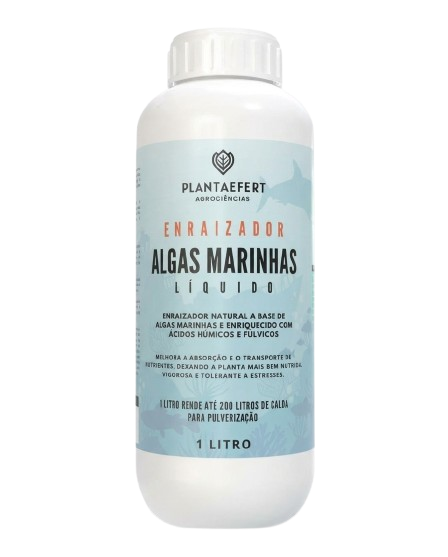 PLANTAEFERT
AGROCIÊNCIAS
ENRAIZADOR
ALGAS MARINHAS
LÍQUIDO
ENRAIZADOR NATURAL A BASE DE
ALGAS MARINHAS E ENRIQUECIDO COM
ÁCIDOS HÚMICOS E FULVICOS
MELHORA A ABSORÇÃO E O TRANSPORTE DE
NUTRIENTES, DEXANDO A PLANTA MAIS BEM NUTRIDA,
VIGOROSA E TOLERANTE A ESTRESSES.
1 LITRO RENDE ATÉ 200 LITROS DE CALDA
PARA PULVERIZAÇÃO
1 LITRO